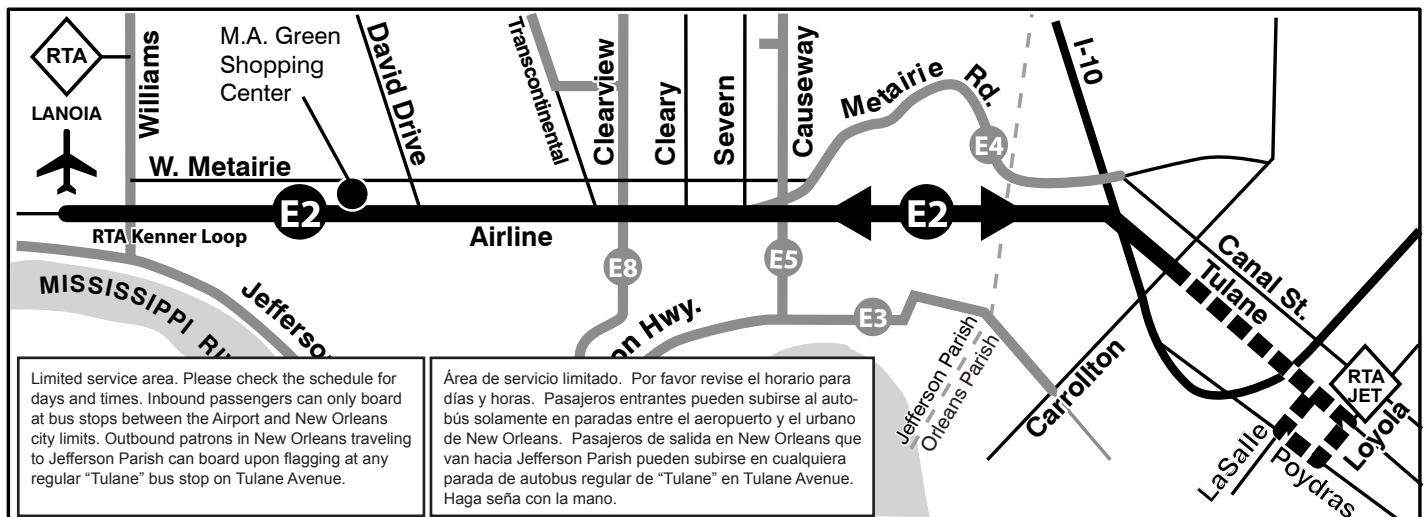 RTA
LANOIA
Williams
M.A. Green
Shopping
Center
David Drive
Transcontinental
Clearview
Cleary
Severn
Causeway
Metairie
Rd.
I-10
E4
W. Metairie
E2
E2
RTA Kenner Loop
Airline
E8
E5
E3
MISSISSIPPI
Jefferson Parish
Orleans Parish
Carrollton
Canal St.
Tulane
RTA
JET
Loyola
LaSalle
Poydras
Hwy.
Limited service area. Please check the schedule for
days and times. Inbound passengers can only board
at bus stops between the Airport and New Orleans
city limits. Outbound patrons in New Orleans traveling
to Jefferson Parish can board upon flagging at any
regular “Tulane” bus stop on Tulane Avenue.
Área de servicio limitado. Por favor revise el horario para
días y horas. Pasajeros entrantes pueden subirse al auto-
bús solamente en paradas entre el aeropuerto y el urbano
de New Orleans. Pasajeros de salida en New Orleans que
van hacia Jefferson Parish pueden subirse en cualquiera
parada de autobus regular de “Tulane” en Tulane Avenue.
Haga seña con la mano.